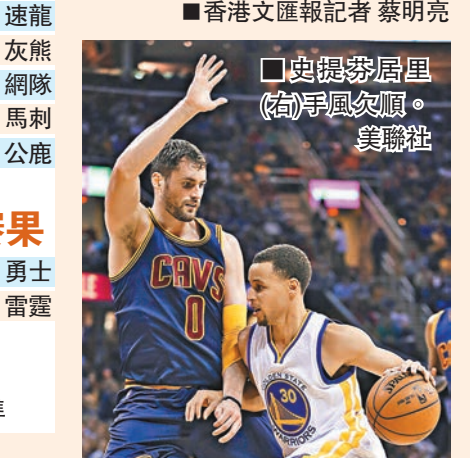 速龍
灰熊
網隊
馬刺
公鹿
果
勇士
雷霆
■香港文匯報記者 蔡明亮
■史提芬居里
(右)手風欠順。
美聯社
CAVS
0
GOLDEN STATE
30
WARRIORS
SPALDING